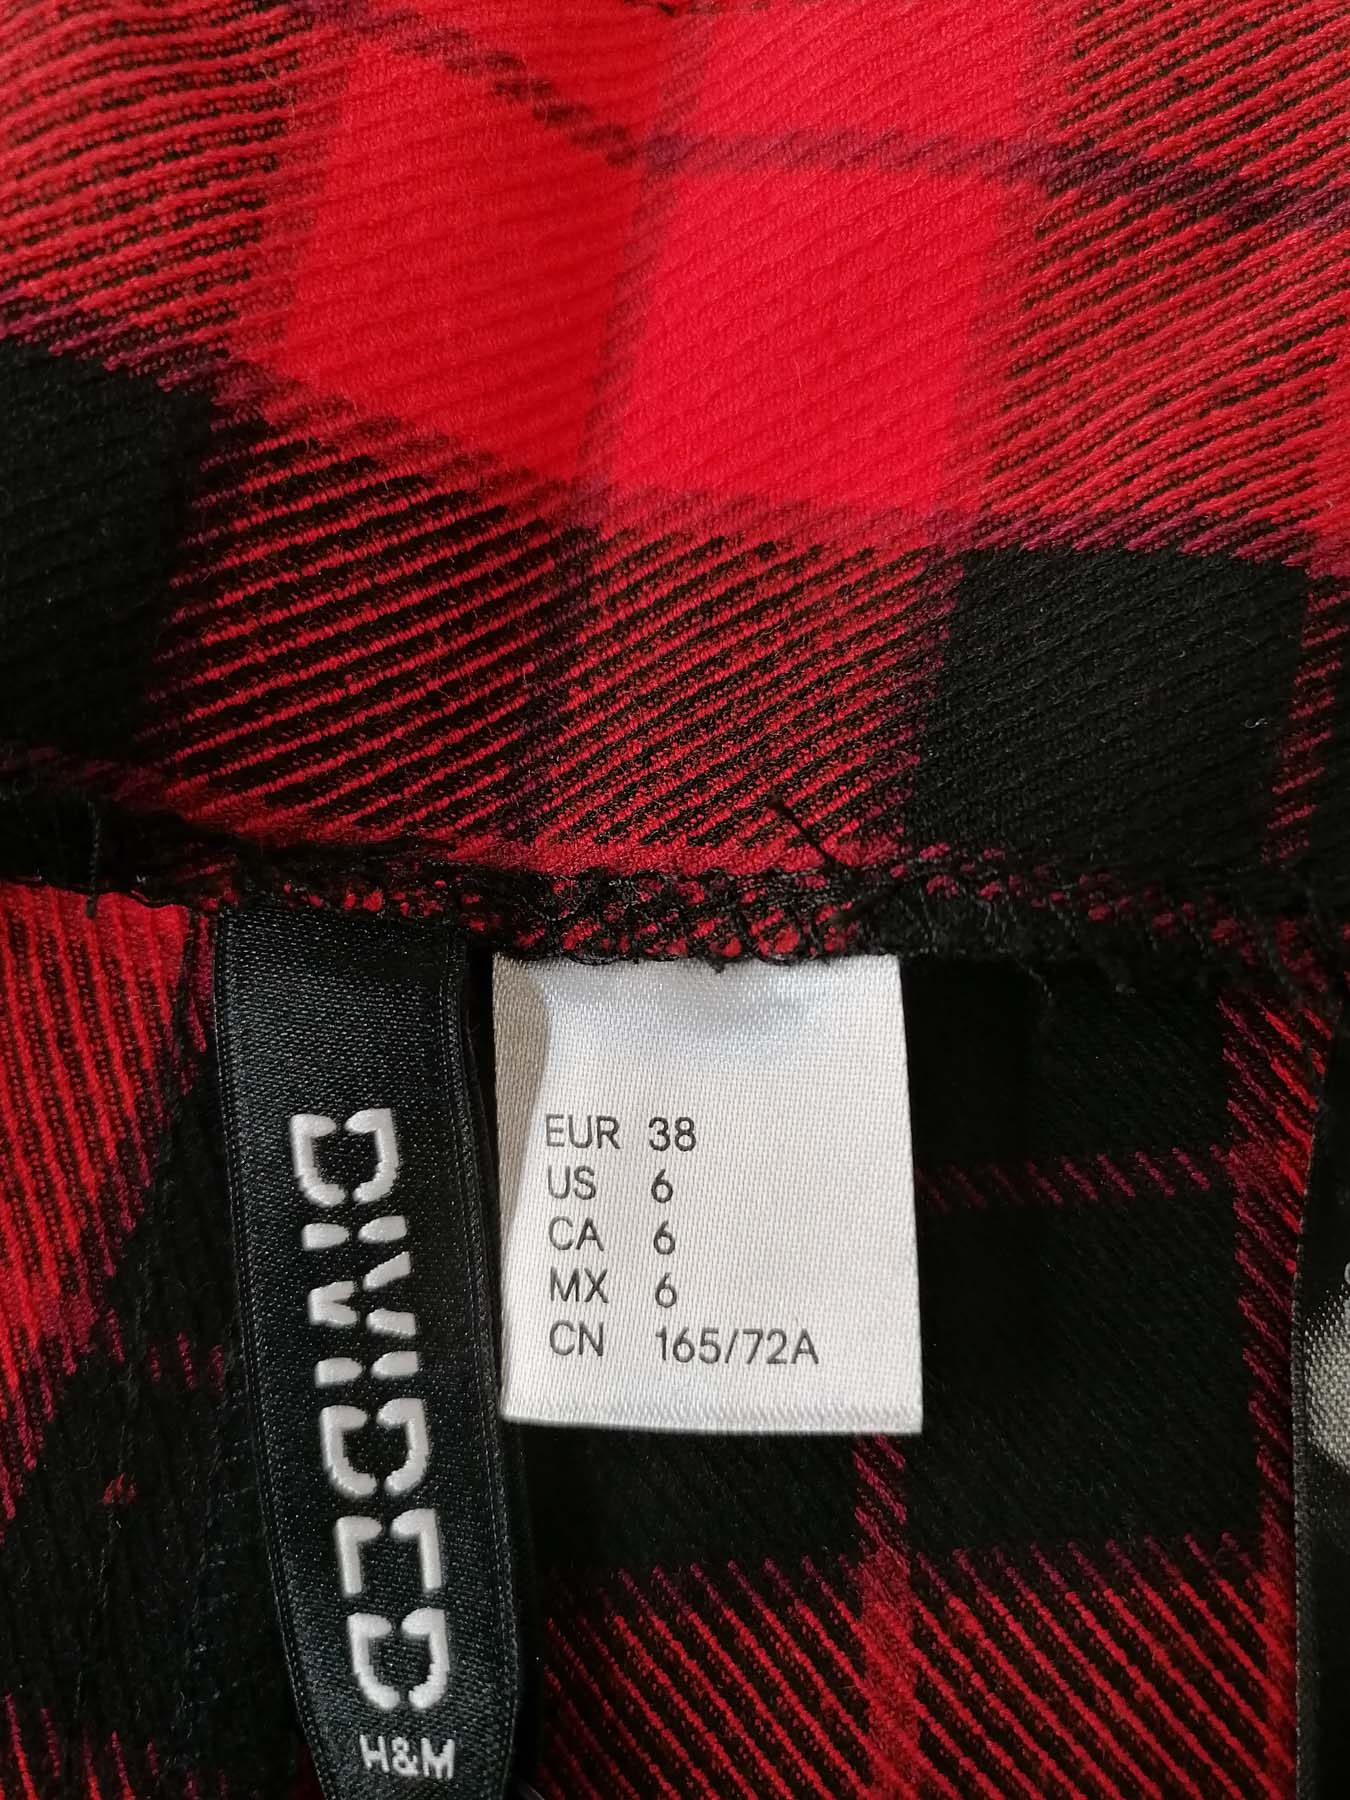 DIVIDED
H&M
EUR 38
US 6
CA 6
MX 6
CN 165/72A